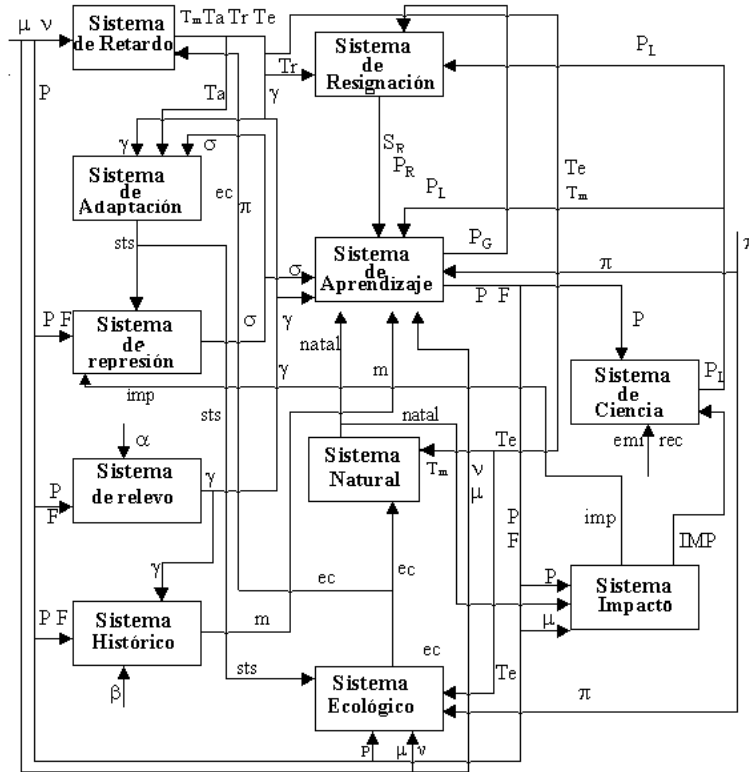 μ ν
Sistema
de Retardo
Tm Ta Tr Te
Sistema
de
Resignación
PL
P
Tr
γ
Ta
γ
σ
SR
PR
Te
Tm
Sistema
de
Adaptación
ec
π
PL
sts
Sistema
de
Aprendizaje
PG
π
π
σ
P F
P F
Sistema
de
represión
σ
γ
P
natal
Sistema
de
Ciencia
PL
imp
γ
m
sts
natal
emi
rec
α
Sistema
de relevo
γ
Sistema
Natural
Te
Tm
ν
μ
P
F
P
F
imp
IMP
γ
ec
ec
P
Sistema
Impacto
P F
Sistema
Histórico
m
μ
ec
sts
Sistema
Ecológico
Te
β
π
P
μ
ν